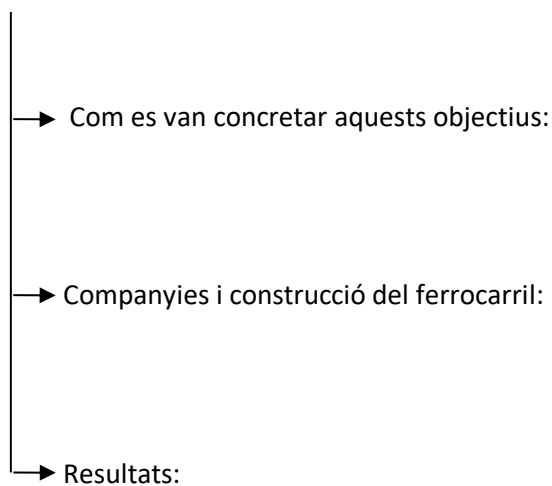 Com es van concretar aquests objectius:
Companyies i construcció del ferrocarril:
Resultats: